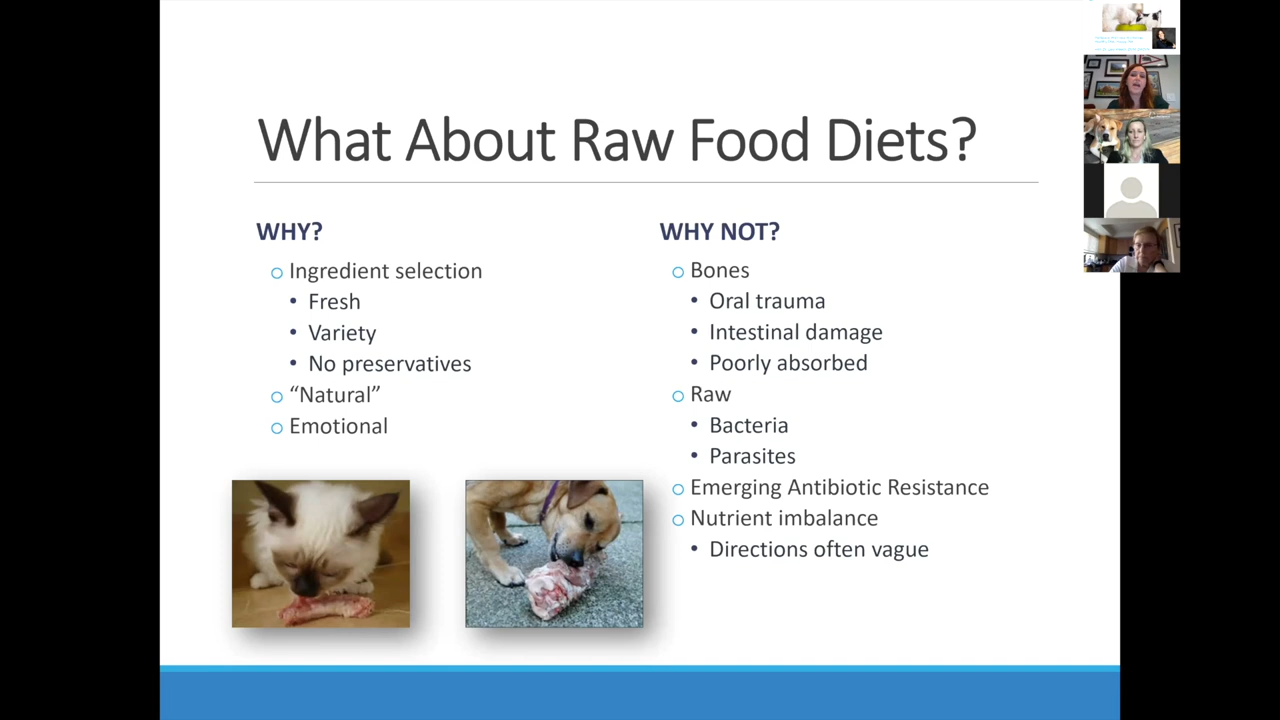 What About Raw Food Diets?
WHY?
Ingredient selection
Fresh
Variety
No preservatives
“Natural”
Emotional
WHY NOT?
Bones
Oral trauma
Intestinal damage
Poorly absorbed
Raw
Bacteria
Parasites
Emerging Antibiotic Resistance
Nutrient imbalance
Directions often vague